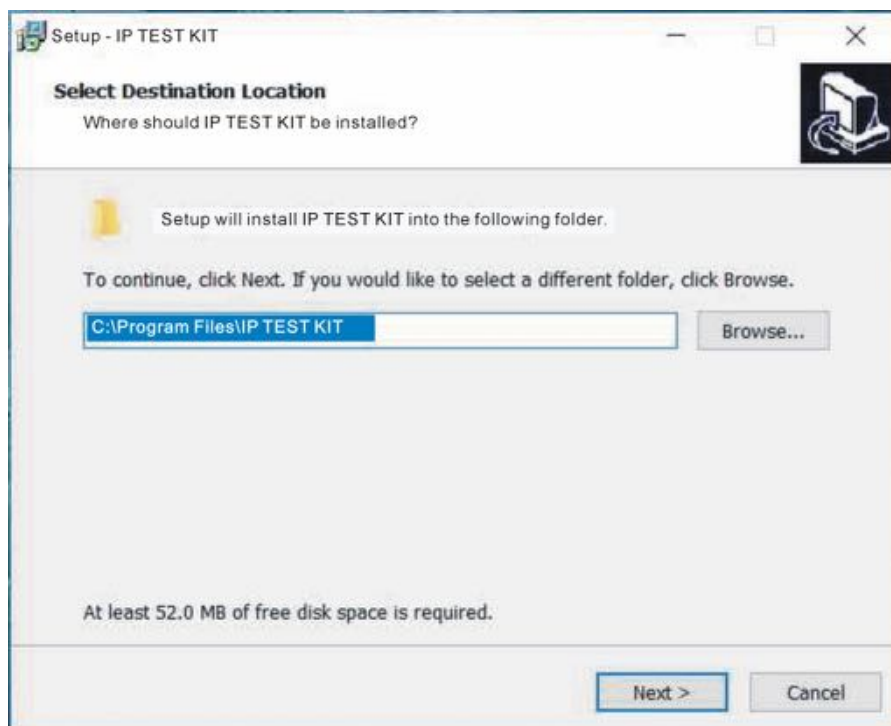 Setup - IP TEST KIT
Select Destination Location
Where should IP TEST KIT be installed?
Setup will install IP TEST KIT into the following folder.
To continue, click Next. If you would like to select a different folder, click Browse.
C:\Program Files\IP TEST KIT
Browse...
At least 52.0 MB of free disk space is required.
Next >
Cancel